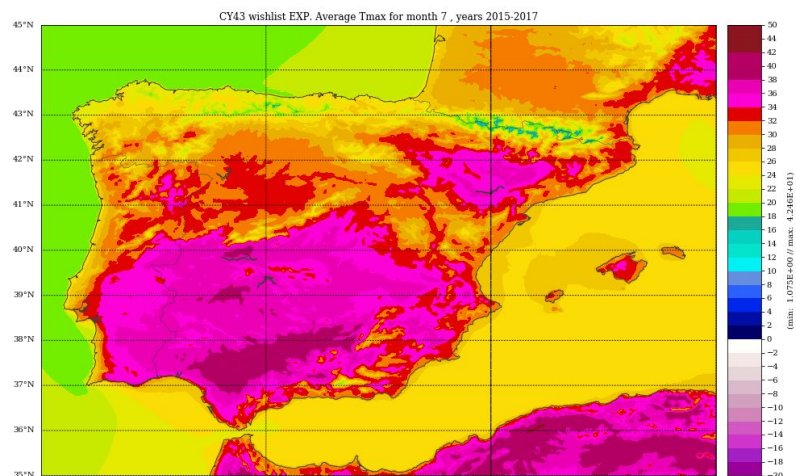 CY43 wishlist EXP. Average Tmax for month 7 , years 2015-2017
45°N
44°N
43°N
42°N
41°N
40°N
39°N
38°N
37°N
36°N
35°N
50
44
42
40
38
36
34
32
30
28
26
24
22
20
18
16
14
12
10
8
6
4
2
0
−2
−4
−6
−8
−10
−12
−14
−16
−18
−20
(min: 1.075E+00 // max: 4.246E+01)